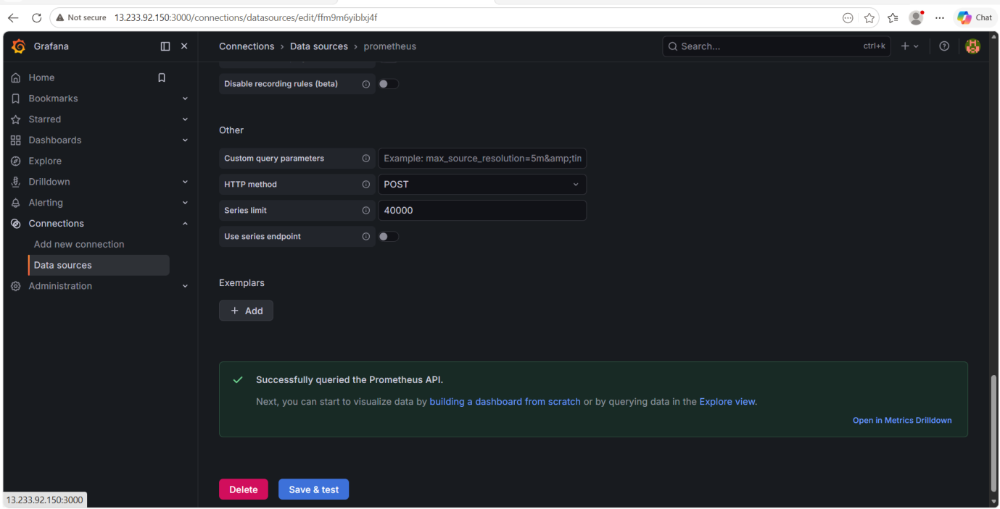 Not secure 13.233.92.150:3000/connections/datasources/edit/ffm9m6yiblxj4f
Chat
Grafana
Connections › Data sources › prometheus
Search...
ctrl+k
Home
Bookmarks
Starred
Dashboards
Explore
Drilldown
Alerting
Connections
Add new connection
Data sources
Administration
Disable recording rules (beta)
Other
Custom query parameters
Example: max_source_resolution=5m&amp;tin
HTTP method
POST
Series limit
40000
Use series endpoint
Exemplars
+ Add
Successfully queried the Prometheus API.
Next, you can start to visualize data by building a dashboard from scratch or by querying data in the Explore view.
Open in Metrics Drilldown
Delete
Save & test
13.233.92.150:3000